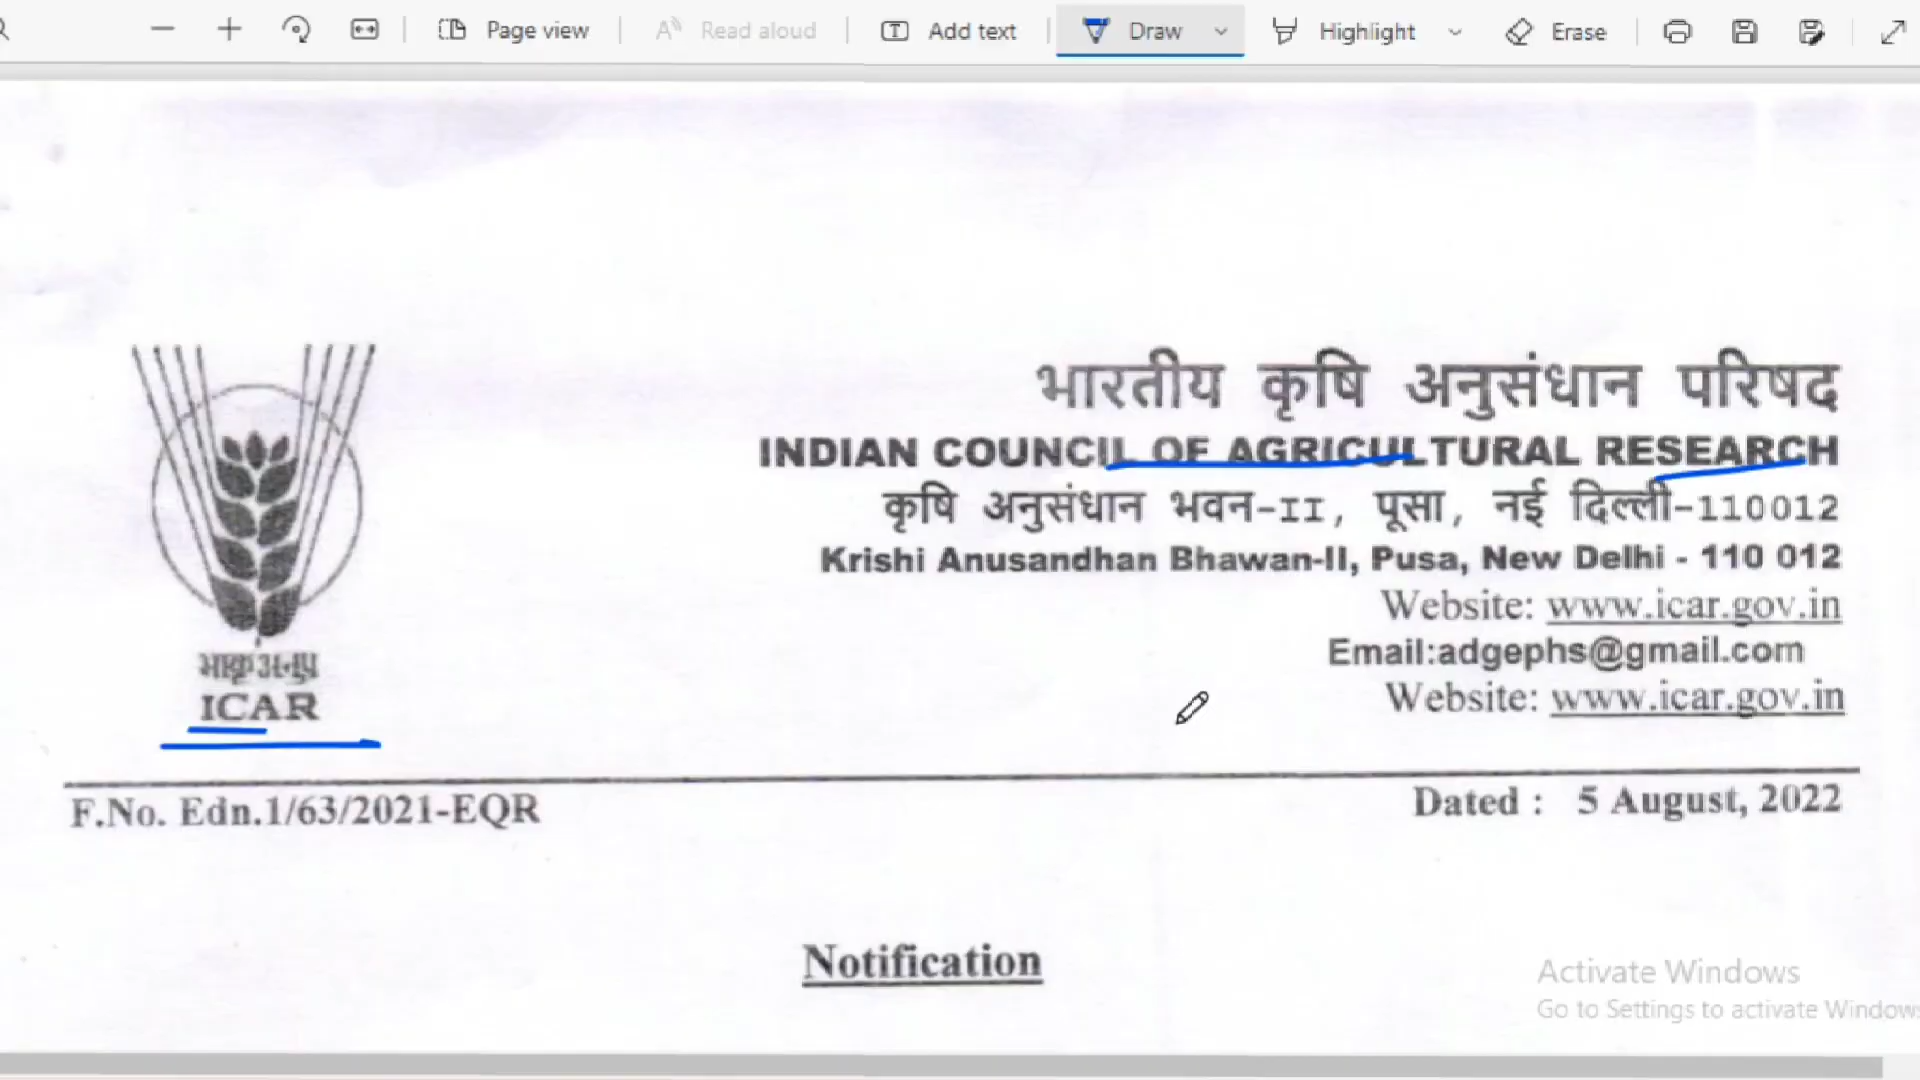 Page view
Read aloud
Add text
Draw
Highlight
Erase
भारतीय कृषि अनुसंधान परिषद
INDIAN COUNCIL OF AGRICULTURAL RESEARCH
कृषि अनुसंधान भवन-II, पूसा, नई दिल्ली-110012
Krishi Anusandhan Bhawan-II, Pusa, New Delhi - 110 012
Website: www.icar.gov.in
Email:adgephs@gmail.com
Website: www.icar.gov.in
भाकृअनुप
ICAR
F.No. Edn.1/63/2021-EQR
Dated : 5 August, 2022
Notification
Activate Windows
Go to Settings to activate Windows